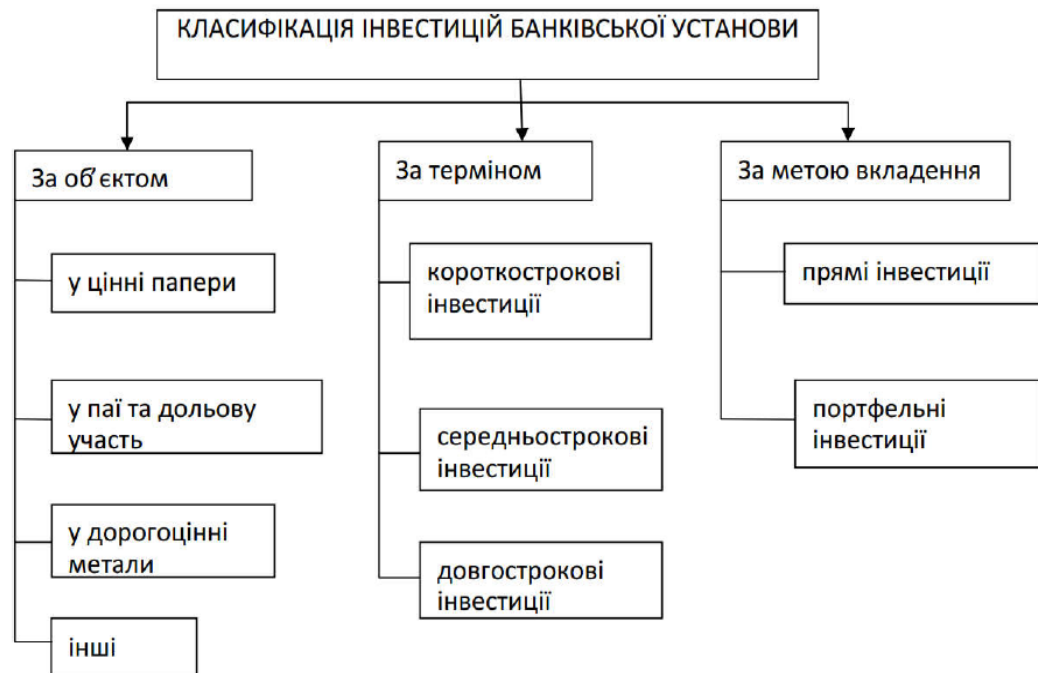 КЛАСИФІКАЦІЯ ІНВЕСТИЦІЙ БАНКІВСЬКОЇ УСТАНОВИ
За об'єктом
у цінні папери
у паї та дольову
участь
у дорогоцінні
метали
інші
За терміном
короткострокові
інвестиції
середньострокові
інвестиції
довгострокові
інвестиції
За метою вкладення
прямі інвестиції
портфельні
інвестиції